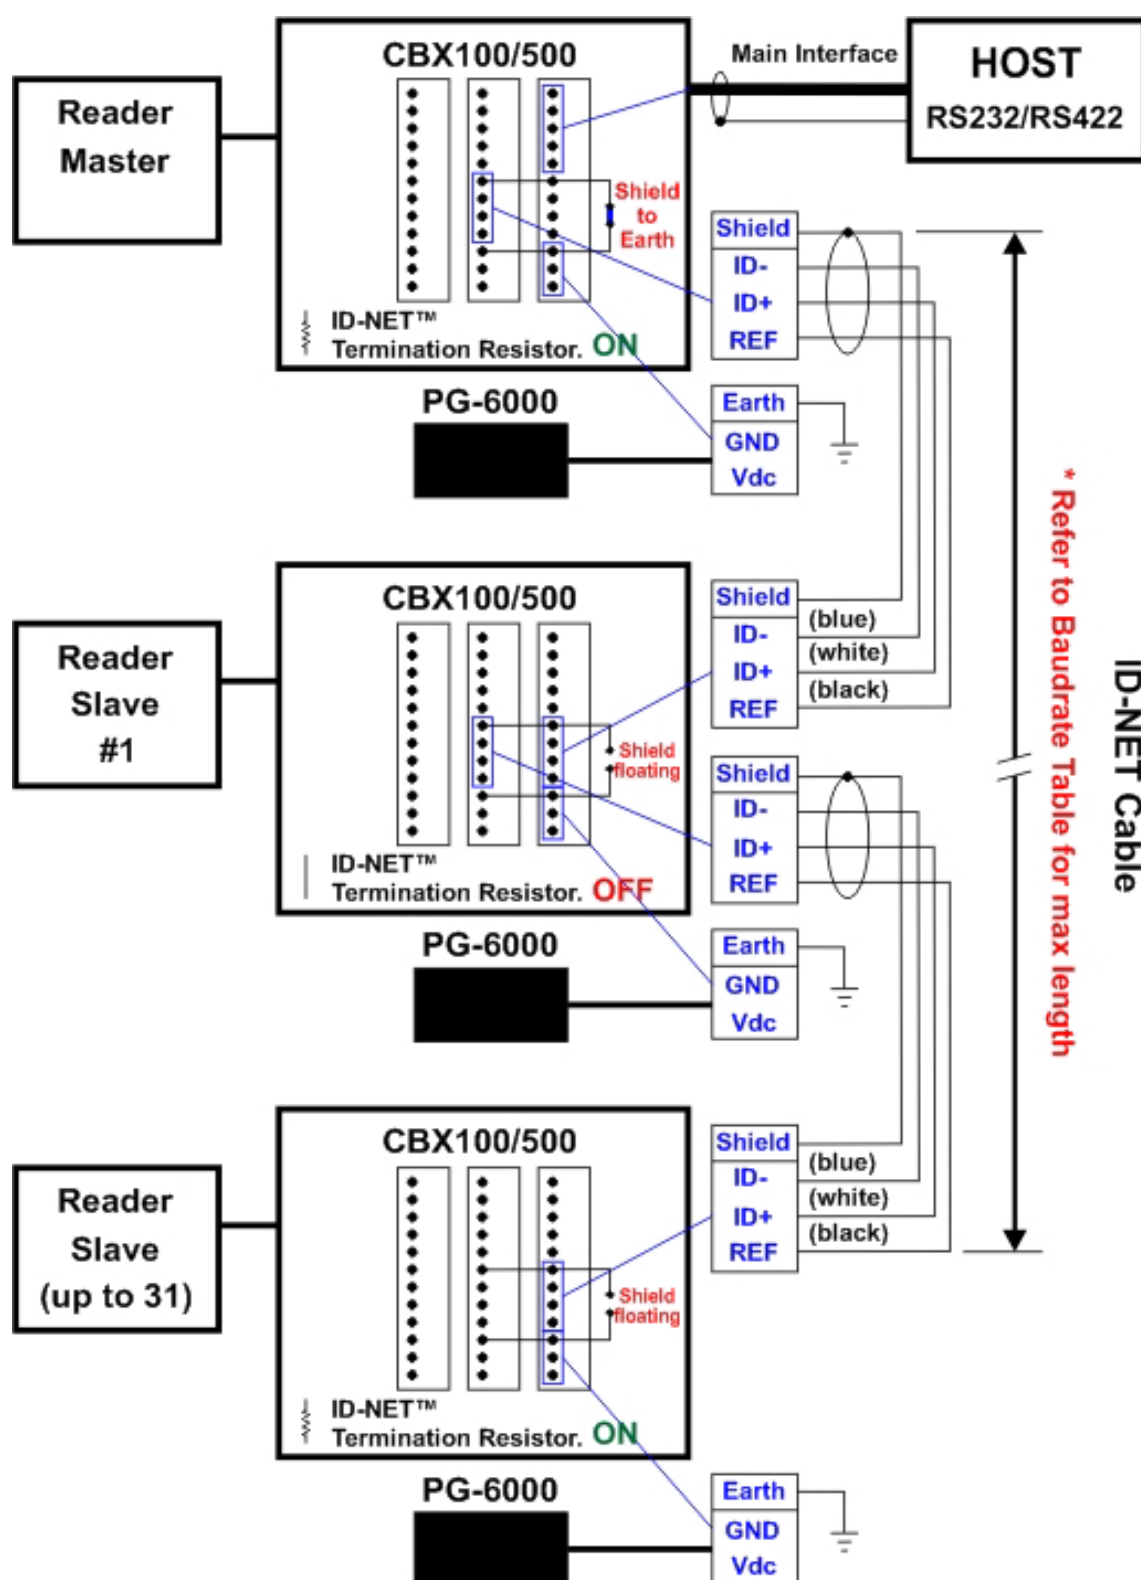 CBX100/500
Main Interface
HOST
RS232/RS422
Reader
Master
Shield
to
Earth
ID-NET™
Termination Resistor. ON
Shield
ID-
ID+
REF
PG-6000
Earth
GND
Vdc
* Refer to Baudrate Table for max length
ID-NET Cable
CBX100/500
Reader
Slave
#1
Shield
floating
ID-NET™
Termination Resistor. OFF
Shield
ID- (blue)
ID+ (white)
REF (black)
Shield
ID-
ID+
REF
PG-6000
Earth
GND
Vdc
CBX100/500
Reader
Slave
(up to 31)
Shield
floating
ID-NET™
Termination Resistor. ON
Shield
ID- (blue)
ID+ (white)
REF (black)
PG-6000
Earth
GND
Vdc